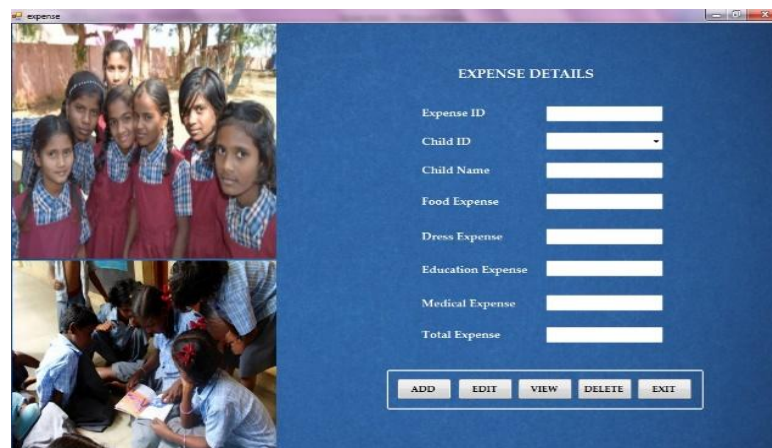 expense
EXPENSE DETAILS
Expense ID
Child ID
Child Name
Food Expense
Dress Expense
Education Expense
Medical Expense
Total Expense
ADD EDIT VIEW DELETE EXIT